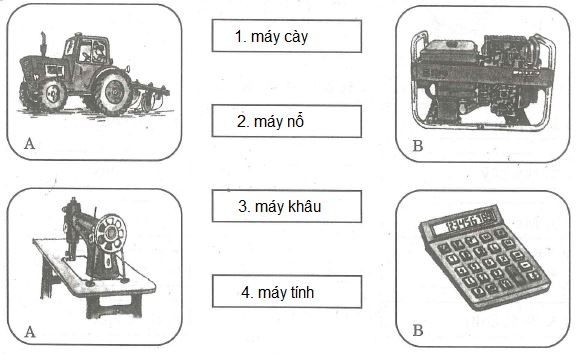 1. máy cày
2. máy nổ
A
B
3. máy khâu
4. máy tính
A
B